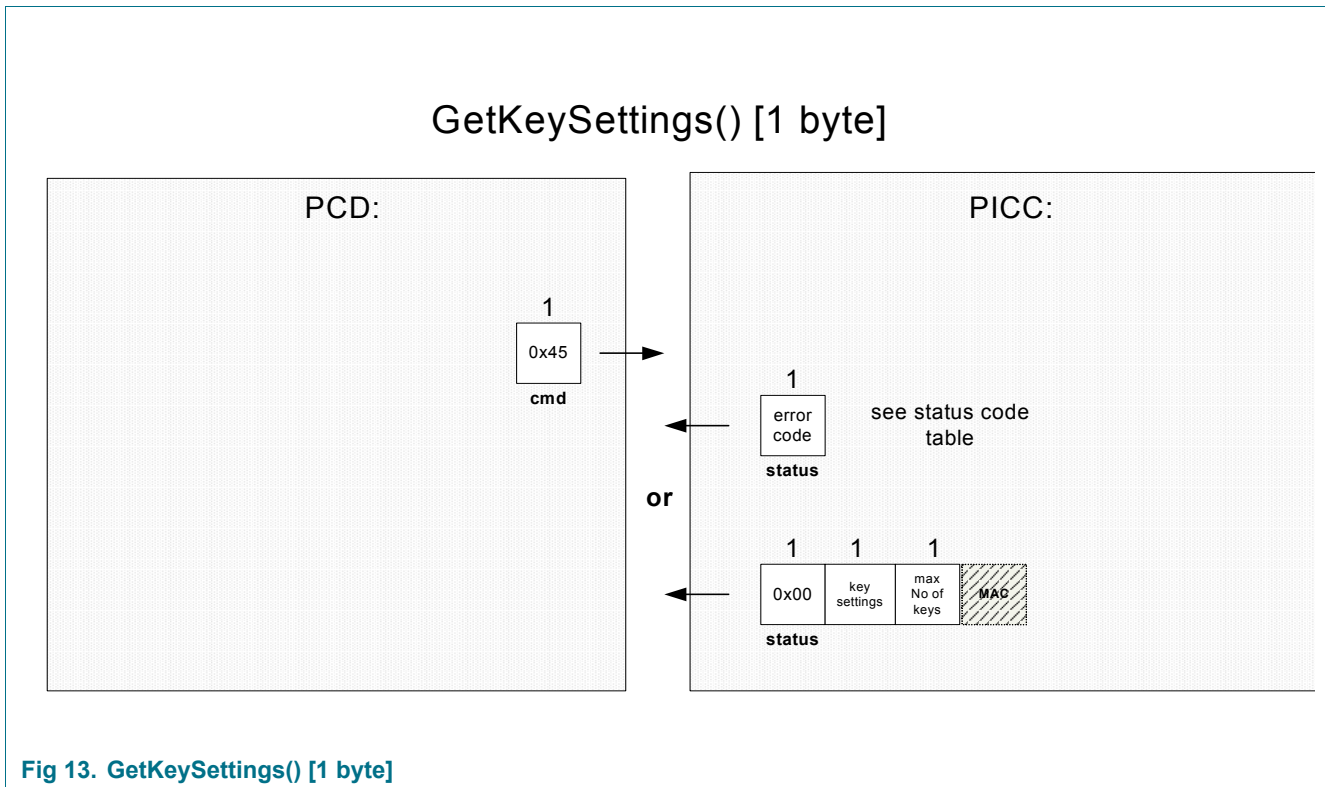 GetKeySettings() [1 byte]
PCD:
PICC:
1
0x45
cmd
1
error
code
status
see status code
table
or
1 1 1
0x00
key
settings
max
No of
keys
MAC
status
Fig 13. GetKeySettings() [1 byte]